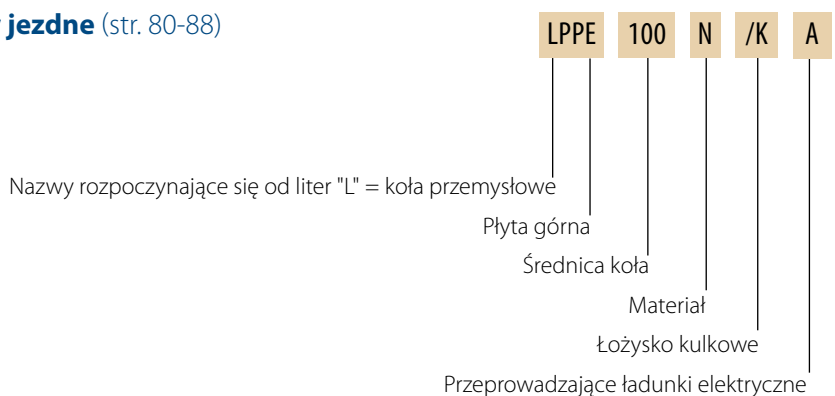 jezdne (str. 80-88)
LPPE 100 N /K A
Nazwy rozpoczynające się od liter "L" = koła przemysłowe
Płyta górna
Średnica koła
Materiał
Łożysko kulkowe
Przeprowadzające ładunki elektryczne